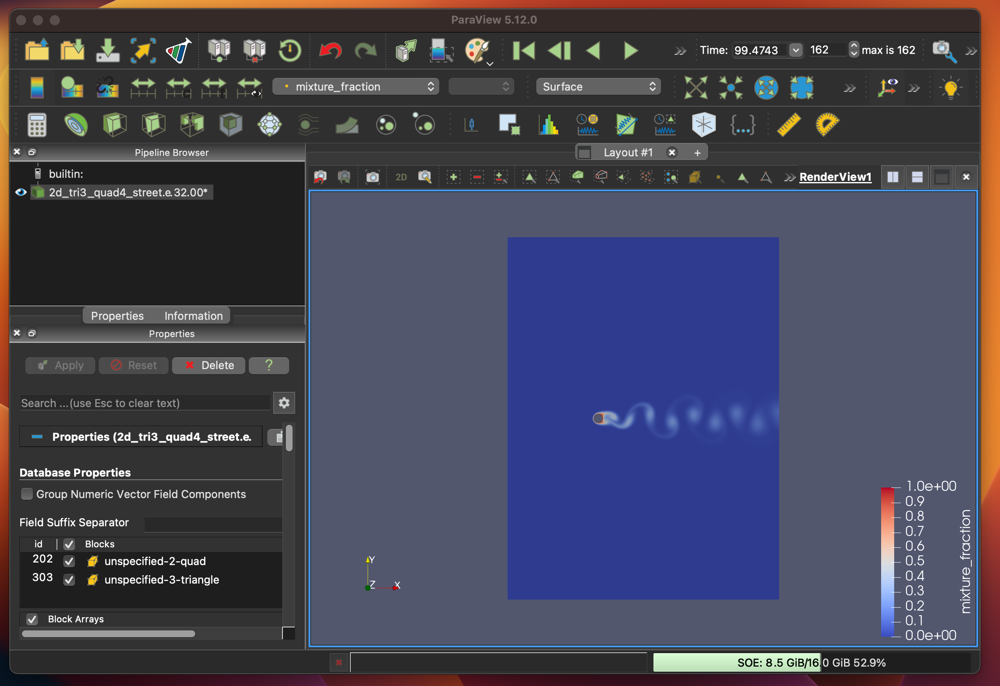 ParaView 5.12.0
Time: 99.4743 162 max is 162
mixture_fraction Surface
c t
{...}
Pipeline Browser
Layout #1 +
builtin:
2D RenderView1
2d_tri3_quad4_street.e.32.00*
Properties Information
Properties
Apply Reset Delete ?
Search ...(use Esc to clear text)
Properties (2d_tri3_quad4_street.e.
Database Properties
Group Numeric Vector Field Components
Field Suffix Separator
id Blocks
202 unspecified-2-quad
303 unspecified-3-triangle
Block Arrays
Y
Z X
1.0e+00
0.9
0.8
0.7
0.6
0.5
0.4
0.3
0.2
0.1
0.0e+00
mixture_fraction
SOE: 8.5 GiB/16.0 GiB 52.9%